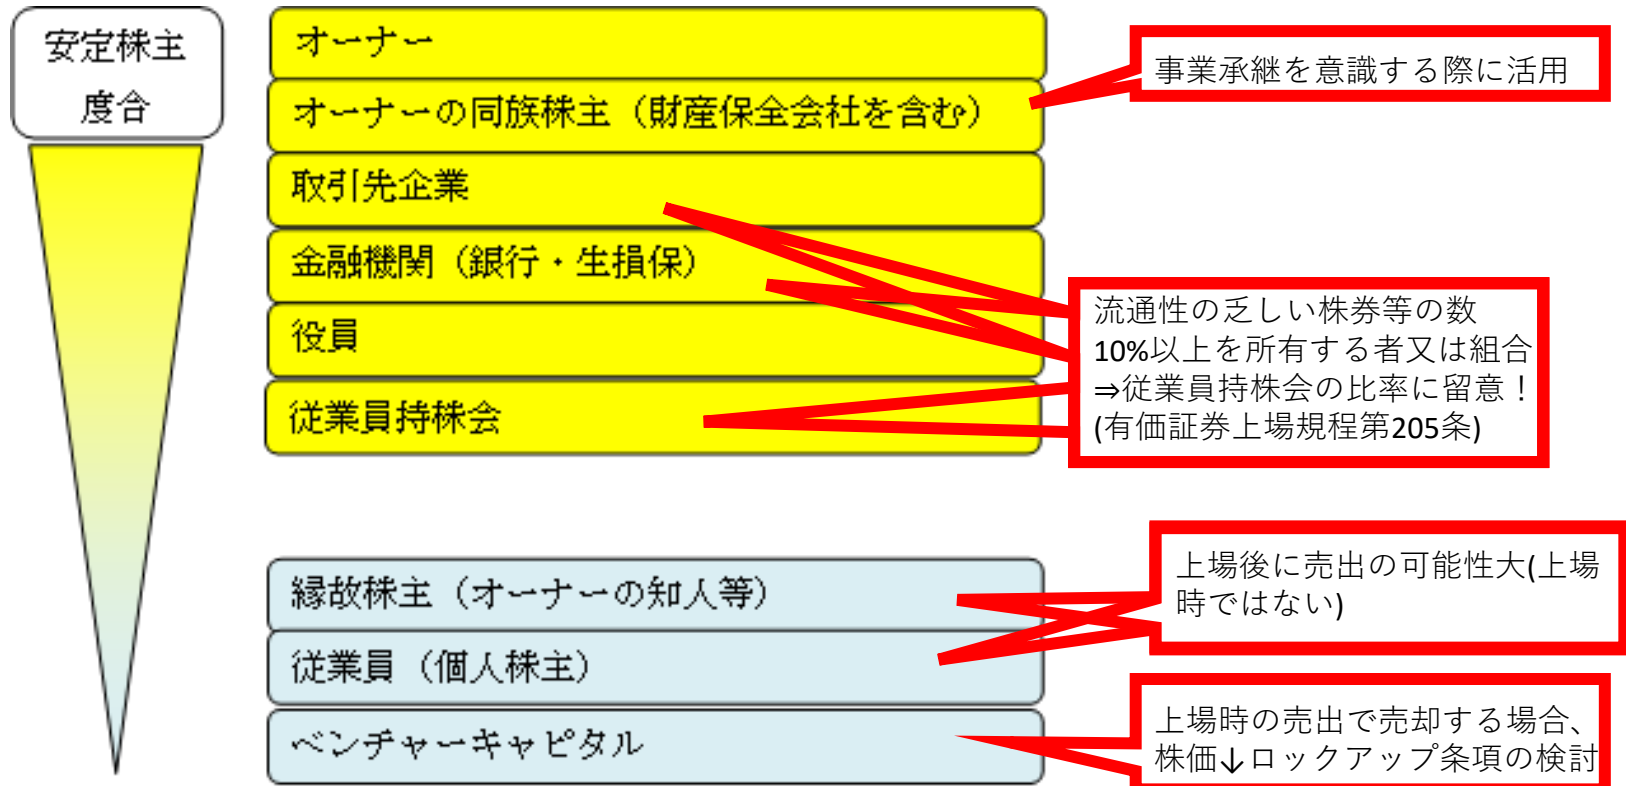 安定株主
度合
オーナー
オーナーの同族株主（財産保全会社を含む）
取引先企業
金融機関（銀行・生損保）
役員
従業員持株会
縁故株主（オーナーの知人等）
従業員（個人株主）
ベンチャーキャピタル
事業承継を意識する際に活用
流通性の乏しい株券等の数
10%以上を所有する者又は組合
⇒従業員持株会の比率に留意！
(有価証券上場規程第205条)
上場後に売出の可能性大(上場
時ではない)
上場時の売出で売却する場合、
株価↓ロックアップ条項の検討